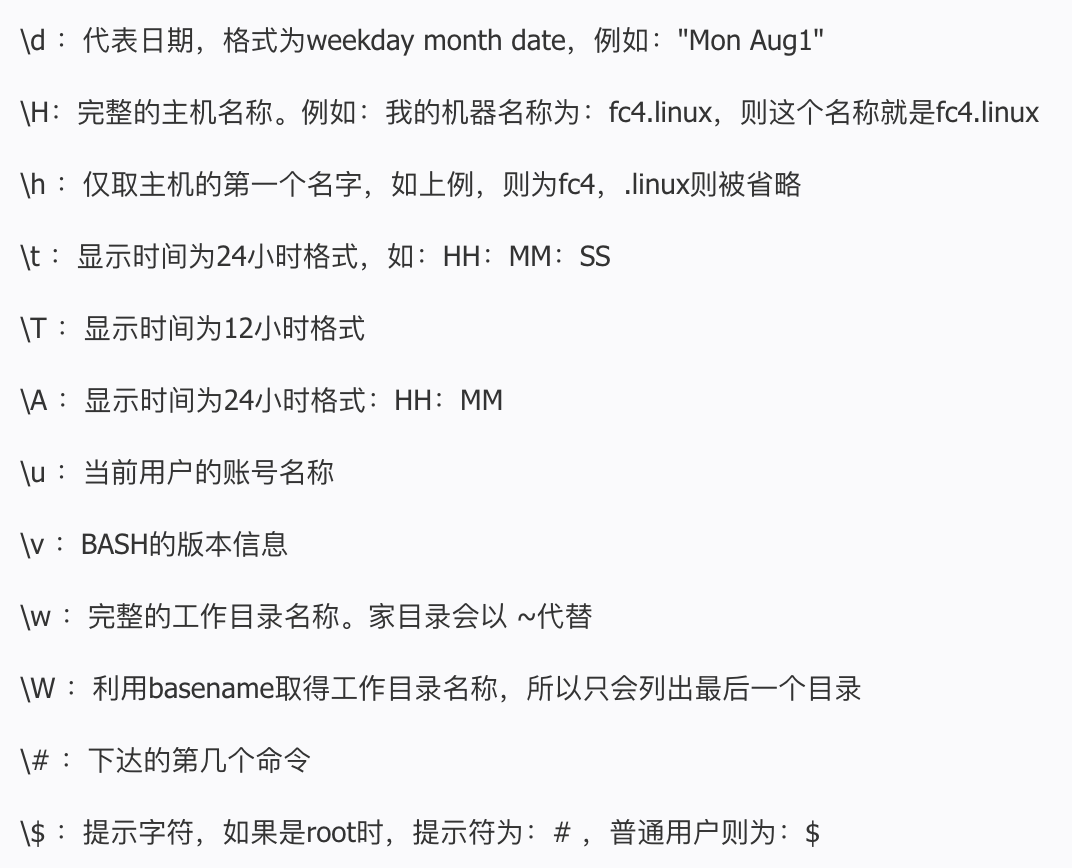 \d ：代表日期，格式为weekday month date，例如："Mon Aug1"
\H：完整的主机名称。例如：我的机器名称为：fc4.linux，则这个名称就是fc4.linux
\h ：仅取主机的第一个名字，如上例，则为fc4，.linux则被省略
\t ：显示时间为24小时格式，如：HH：MM：SS
\T ：显示时间为12小时格式
\A ：显示时间为24小时格式：HH：MM
\u ：当前用户的账号名称
\v ：BASH的版本信息
\w ：完整的工作目录名称。家目录会以 ~代替
\W ：利用basename取得工作目录名称，所以只会列出最后一个目录
\# ：下达的第几个命令
\$ ：提示字符，如果是root时，提示符为：# ，普通用户则为：$